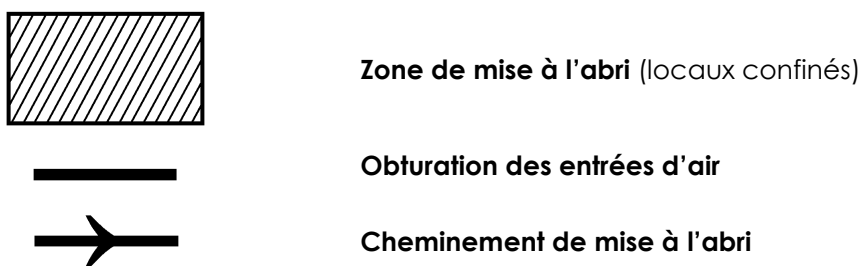 Zone de mise à l’abri (locaux confinés)
Obturation des entrées d’air
Cheminement de mise à l’abri